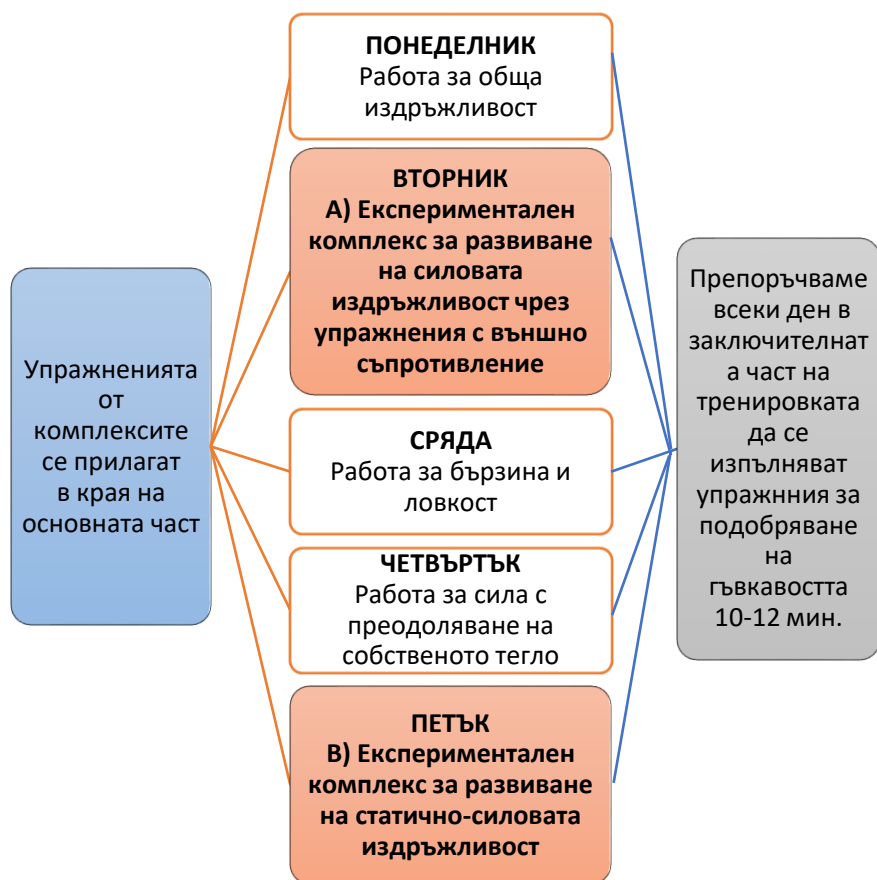 Упражненията
от
комплексите
се прилагат
в края на
основната част
ПОНЕДЕЛНИК
Работа за обща
издръжливост
ВТОРНИК
А) Експериментален
комплекс за развиване
на силовата
издръжливост чрез
упражнения с външно
съпротивление
СРЯДА
Работа за бързина и
ловкост
ЧЕТВЪРТЪК
Работа за сила с
преодоляване на
собственото тегло
ПЕТЪК
В) Експериментален
комплекс за развиване
на статично-силовата
издръжливост
Препоръчваме
всеки ден в
заключителнат
а част на
тренировката
да се
изпълняват
упражнния за
подобряване
на
гъвкавостта
10-12 мин.